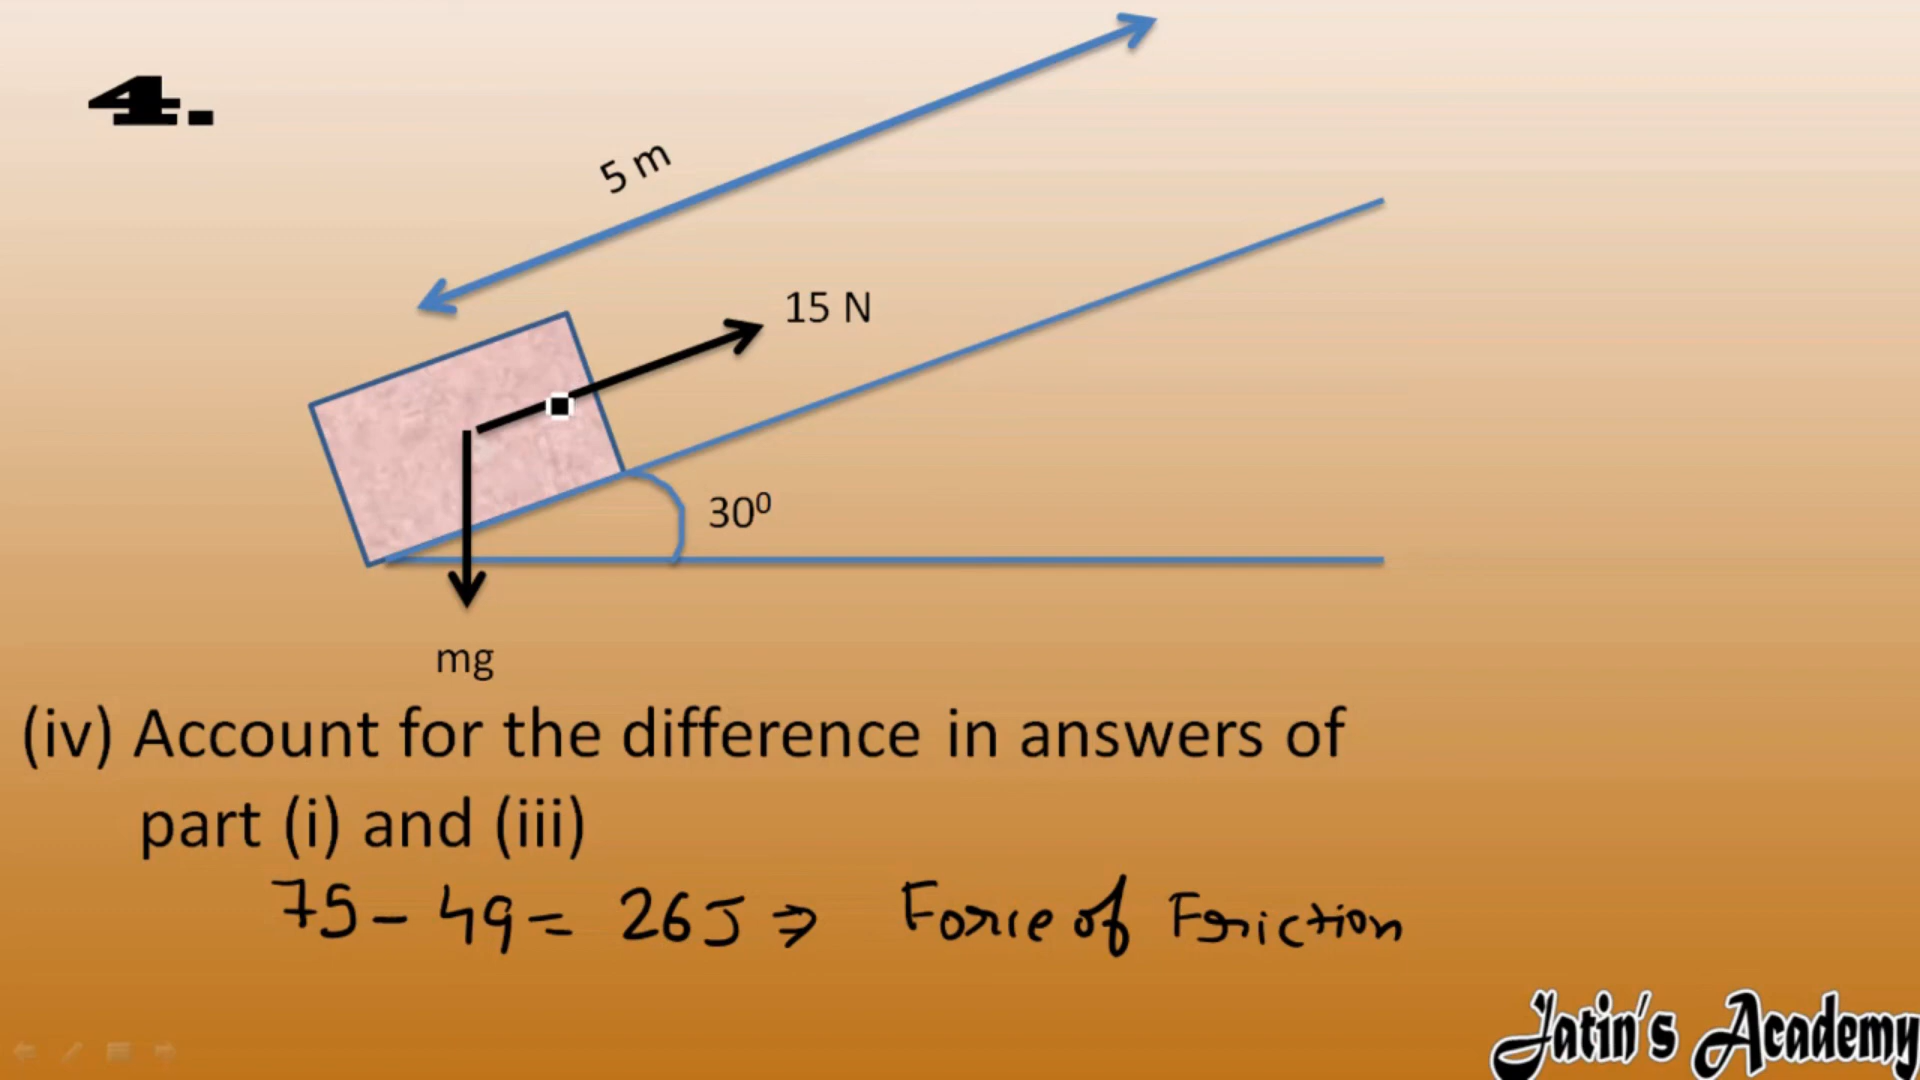 4.
5 m
15 N
30⁰
mg
(iv) Account for the difference in answers of
part (i) and (iii)
75 - 49 = 26J ⇒ Force of Friction
Jatin's Academy